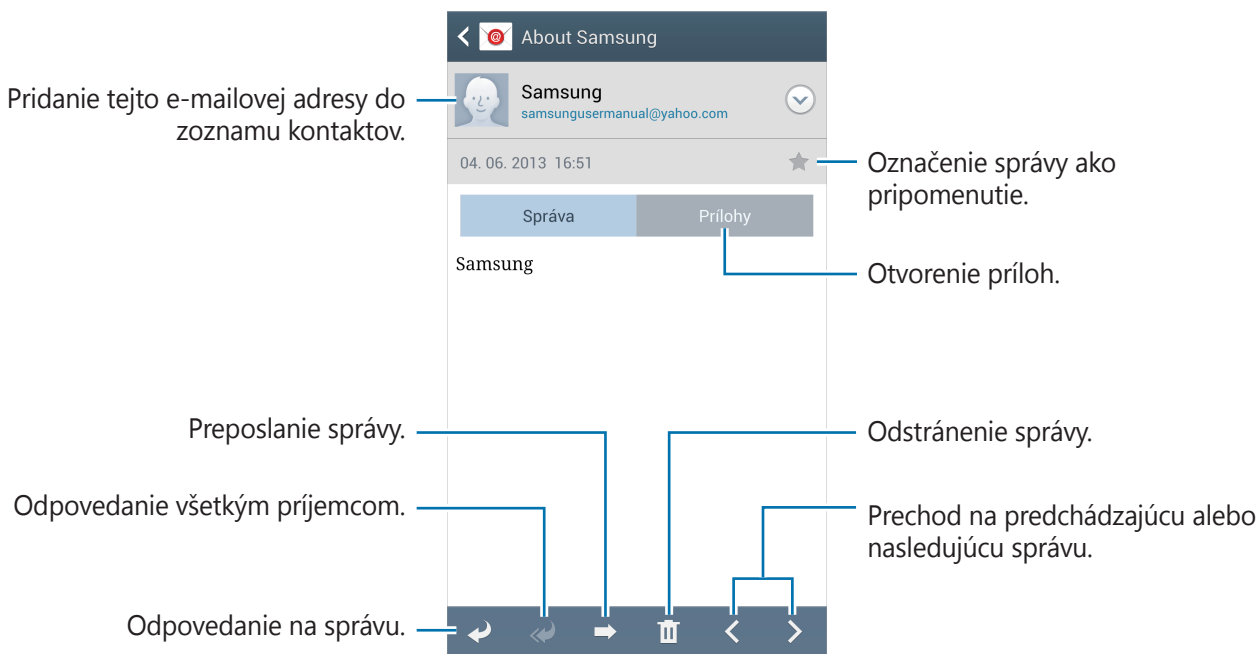 About Samsung
Pridanie tejto e-mailovej adresy do
zoznamu kontaktov.
Samsung
samsungusermanual@yahoo.com
04. 06. 2013 16:51
Označenie správy ako
pripomenutie.
Správa
Prílohy
Samsung
Otvorenie príloh.
Preposlanie správy.
Odstránenie správy.
Odpovedanie všetkým príjemcom.
Prechod na predchádzajúcu alebo
nasledujúcu správu.
Odpovedanie na správu.